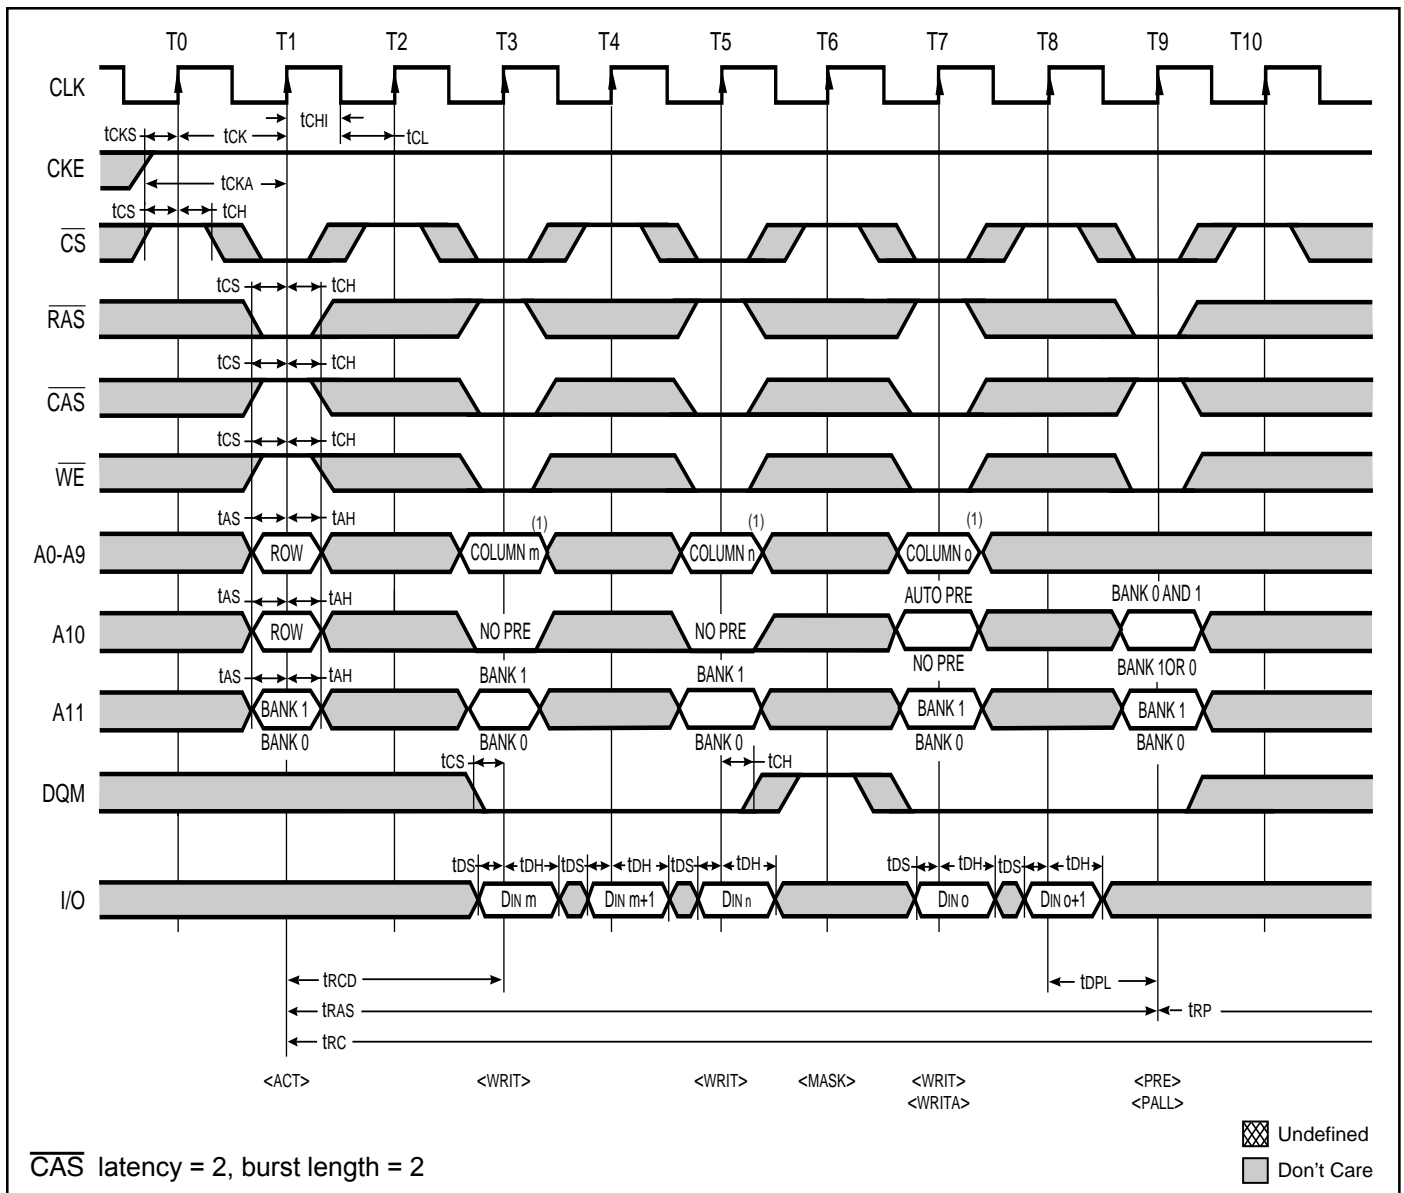 T0 T1 T2 T3 T4 T5 T6 T7 T8 T9 T10
CLK
tCHI
tCKS tCK tCL
CKE
tCKA
tCS tCH
CS
tCS tCH
RAS
tCS tCH
CAS
tCS tCH
WE
tAS tAH (1) (1) (1)
A0-A9 ROW COLUMN m COLUMN n COLUMN o
tAS tAH AUTO PRE BANK 0 AND 1
A10 ROW NO PRE NO PRE
NO PRE BANK 1OR 0
tAS tAH BANK 1 BANK 1
A11 BANK 1 BANK 1 BANK 1
BANK 0 BANK 0 BANK 0 BANK 0 BANK 0
tCS tCH
DQM
tDS tDH tDS tDH tDS tDH tDS tDH tDS tDH
I/O DIN m DIN m+1 DIN n DIN o DIN o+1
tRCD tDPL
tRAS tRP
tRC
<ACT> <WRIT> <WRIT> <MASK> <WRIT> <PRE>
<WRITA> <PALL>
Undefined
CAS latency = 2, burst length = 2
Don't Care